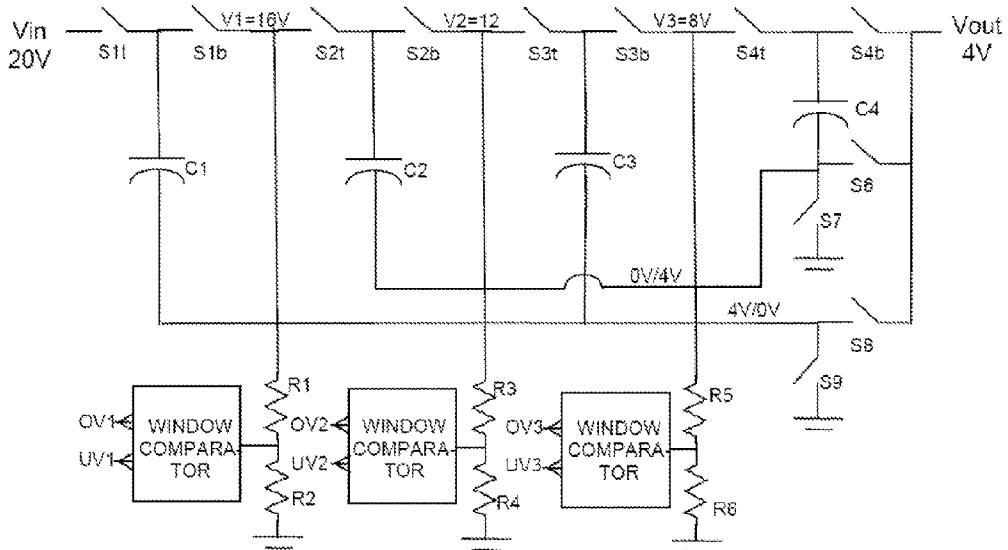 Vin
20V
S1t
S1b
V1=16V
S2t
S2b
V2=12
S3t
S3b
V3=8V
S4t
S4b
Vout
4V
C1
C2
C3
C4
S6
S7
0V/4V
4V/0V
S8
S9
R1
R3
R5
OV1
UV1
WINDOW
COMPARA
TOR
OV2
UV2
WINDOW
COMPARA
TOR
OV3
UV3
WINDOW
COMPARA
TOR
R2
R4
R6